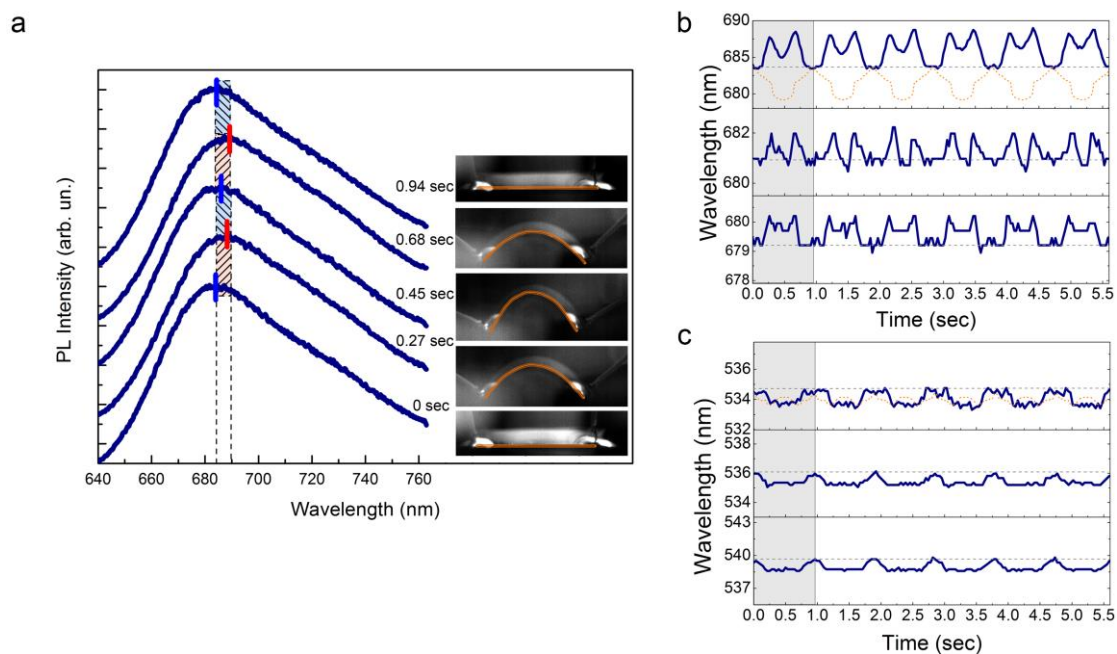 a
PL Intensity (arb. un.)
0.94 sec
0.68 sec
0.45 sec
0.27 sec
0 sec
640 660 680 700 720 740 760
Wavelength (nm)
b
Wavelength (nm)
690
685
680
682
680
680
679
678
0.0 0.5 1.0 1.5 2.0 2.5 3.0 3.5 4.0 4.5 5.0 5.5
Time (sec)
c
Wavelength (nm)
536
534
532
538
536
534
543
540
537
0.0 0.5 1.0 1.5 2.0 2.5 3.0 3.5 4.0 4.5 5.0 5.5
Time (sec)